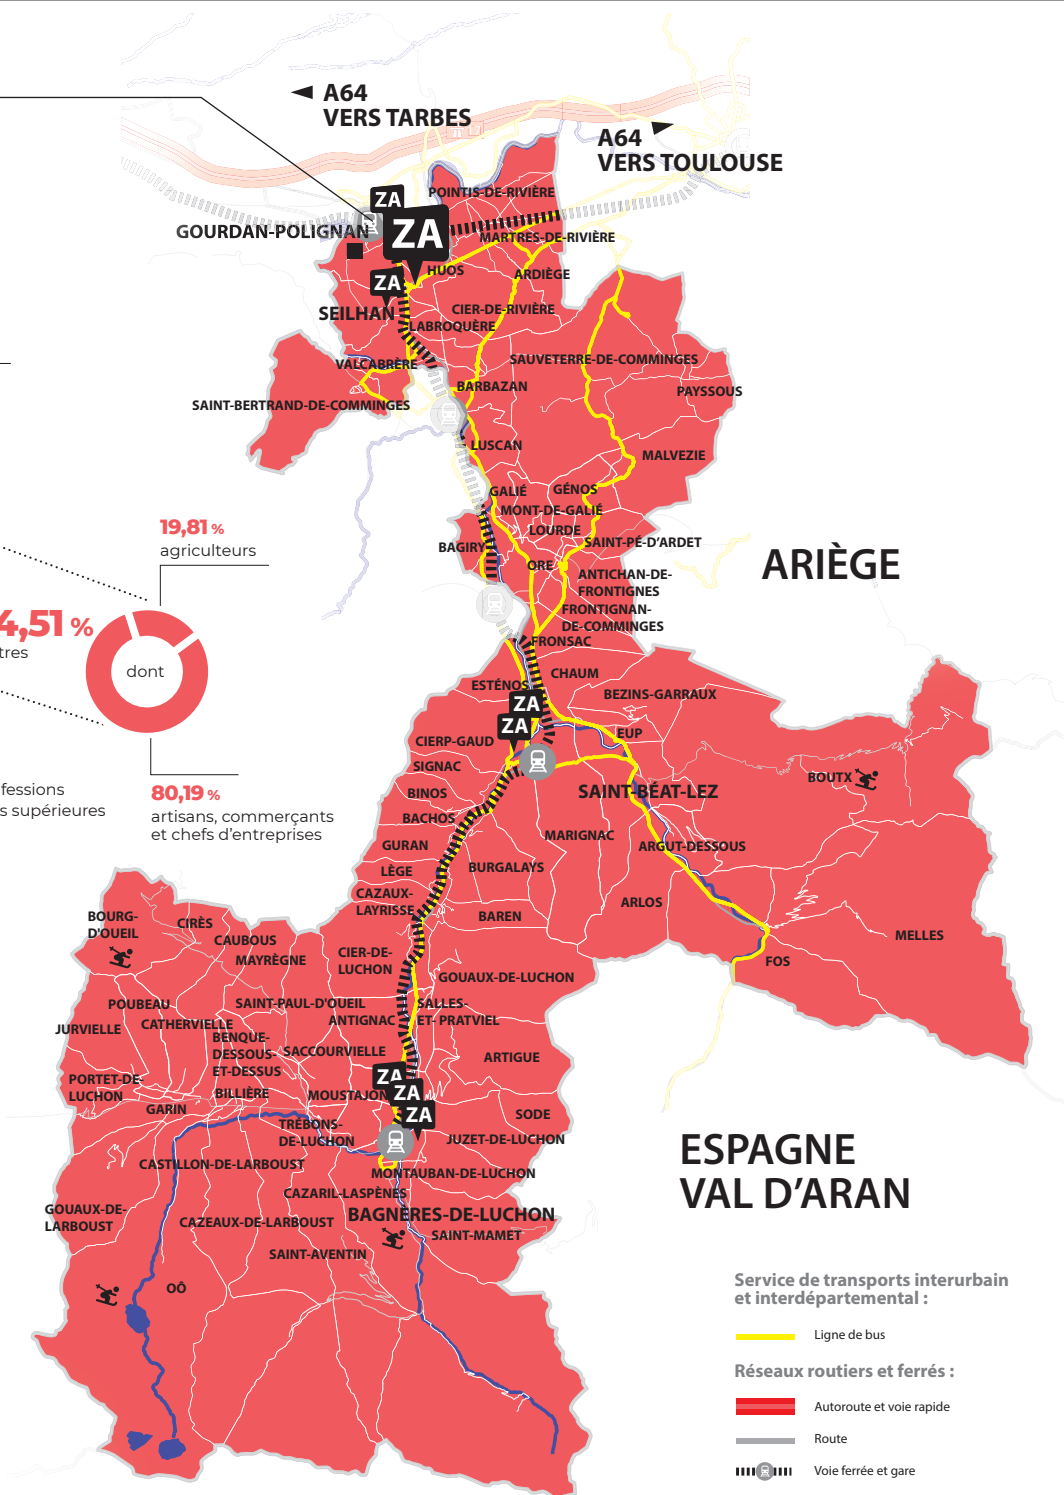 A64
VERS TARBES
A64
VERS TOULOUSE
ZA
POINTIS-DE-RIVIÈRE
GOURDAN-POLIGNAN
ZA
MARTRES-DE-RIVIÈRE
HUOS
ARDIÈGE
ZA
SEILHAN
CIER-DE-RIVIÈRE
LABROQUÈRE
VALCABRÈRE
SAUVETERRE-DE-COMMINGES
BARBAZAN
PAYSSOUS
SAINT-BERTRAND-DE-COMMINGES
LUSCAN
MALVEZIE
GALIÉ
GÉNOS
MONT-DE-GALIÉ
LOURDE
BAGIRY
SAINT-PÉ-D'ARDET
ORE
ANTICHAN-DE-
FRONTIGNES
FRONTIGNAN-
DE-COMMINGES
FRONSAC
ARIÈGE
19,81 %
agriculteurs
4,51 %
tres
dont
fessions
s supérieures
80,19 %
artisans, commerçants
et chefs d'entreprises
CHAUM
ESTÉNOS
BEZINS-GARRAUX
ZA
ZA
EUP
CIERP-GAUD
SIGNAC
BOUTX
BINOS
SAINT-BÉAT-LEZ
BACHOS
MARIGNAC
GURAN
ARGUT-DESSOUS
LÈGE
BURGALAYS
CAZAUX-
LAYRISSE
ARLOS
BAREN
BOURG-
D'OUEIL
CIRÈS
CAUBOUS
MAYRÈGNE
MELLES
CIER-DE-
LUCHON
FOS
GOUAUX-DE-LUCHON
POUBEAU
SAINT-PAUL-D'OUEIL
SALLES-
ET- PRATVIEL
ANTIGNAC
JURVIELLE
CATHERVIELLE
BENQUE-
DESSOUS-
ET-DESSUS
SACCOURVIELLE
ARTIGUE
PORTET-DE-
LUCHON
ZA
ZA
ZA
BILLIÈRE
MOUSTAJON
GARIN
SODE
TRÉBONS-
DE-LUCHON
JUZET-DE-LUCHON
CASTILLON-DE-LARBOUST
MONTAUBAN-DE-LUCHON
CAZARIL-LASPÈNES
GOUAUX-DE-
LARBOUST
BAGNÈRES-DE-LUCHON
CAZEAUX-DE-LARBOUST
SAINT-MAMET
SAINT-AVENTIN
OÔ
ESPAGNE
VAL D'ARAN
Service de transports interurbain
et interdépartemental :
Ligne de bus
Réseaux routiers et ferrés :
Autoroute et voie rapide
Route
Voie ferrée et gare